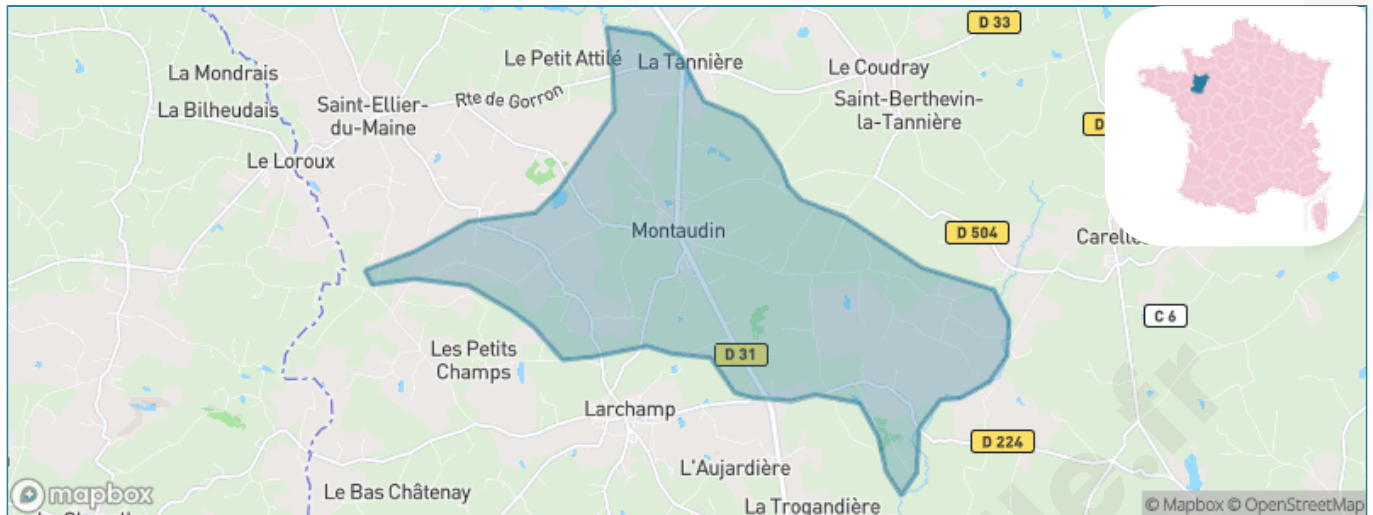 D 33
Le Petit Attilé
La Tannière
La Mondrais
Le Coudray
Rte de Gorron
La Bilheudais
Saint-Ellier-
du-Maine
Saint-Berthevin-
la-Tannière
Le Loroux
Montaudin
D 504
C 6
Les Petits
Champs
D 31
Larchamp
D 224
L'Aujardière
Le Bas Châtenay
La Trogandière
mapbox
© Mapbox © OpenStreetMap